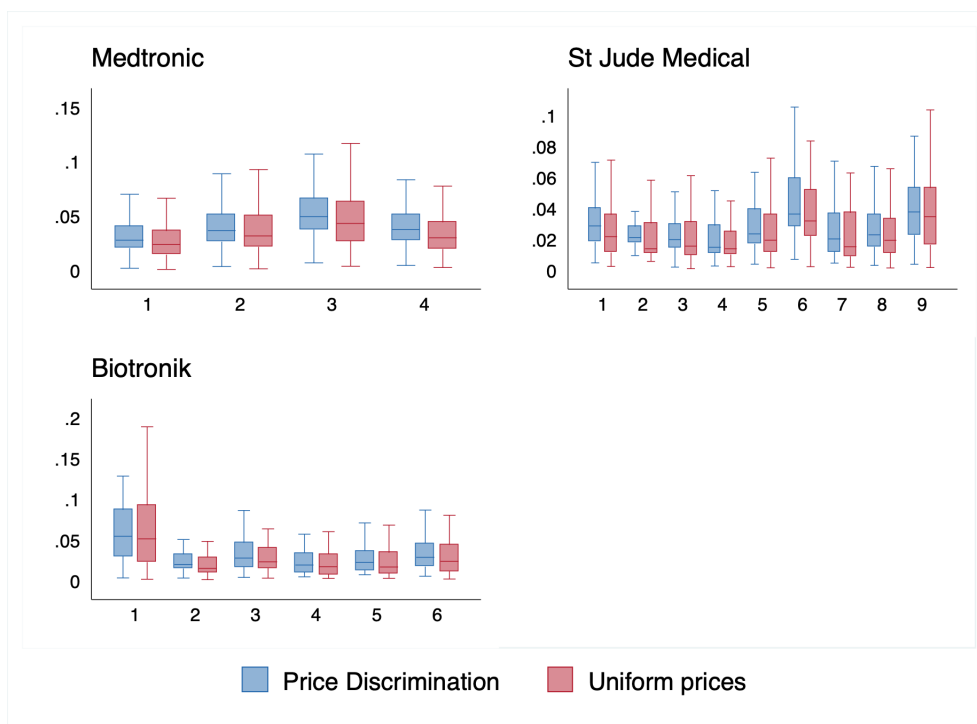 Medtronic
.15
.1
.05
0
1 2 3 4
St Jude Medical
.1
.08
.06
.04
.02
0
1 2 3 4 5 6 7 8 9
Biotronik
.2
.15
.1
.05
0
1 2 3 4 5 6
Price Discrimination
Uniform prices